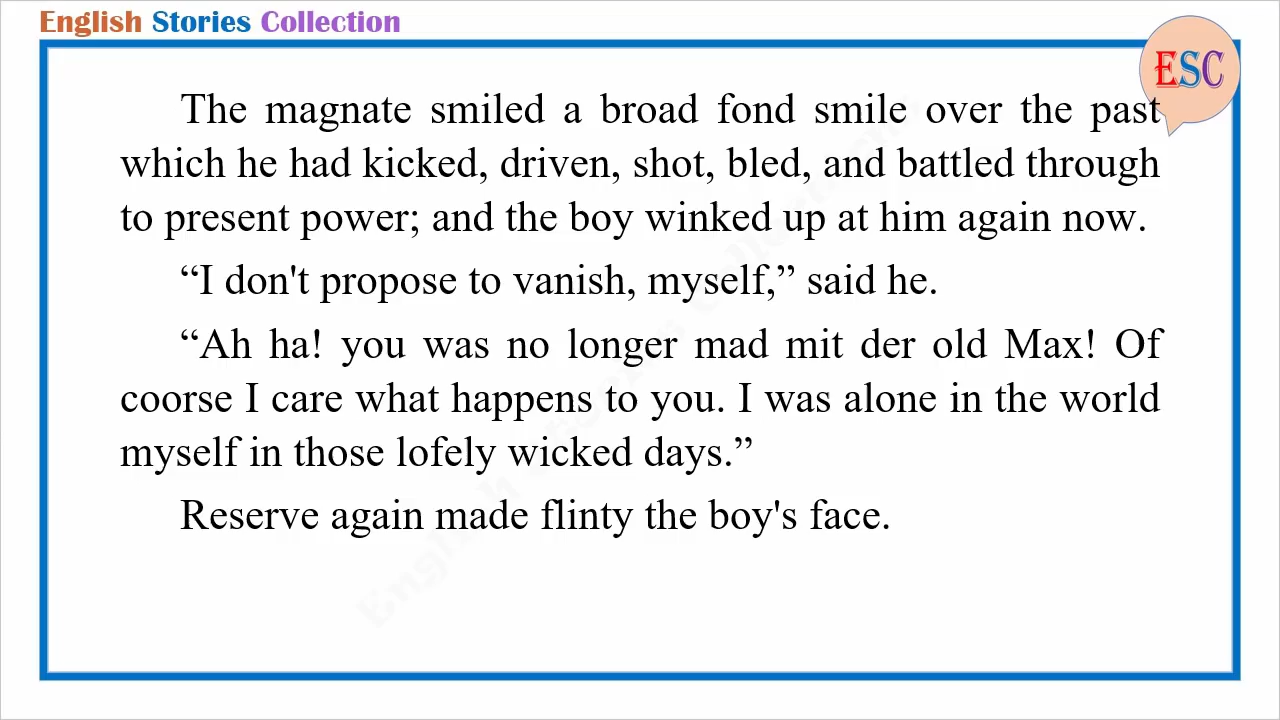 English Stories Collection
ESC
The magnate smiled a broad fond smile over the past
which he had kicked, driven, shot, bled, and battled through
to present power; and the boy winked up at him again now.
“I don't propose to vanish, myself,” said he.
“Ah ha! you was no longer mad mit der old Max! Of
coorse I care what happens to you. I was alone in the world
myself in those lofely wicked days.”
Reserve again made flinty the boy's face.